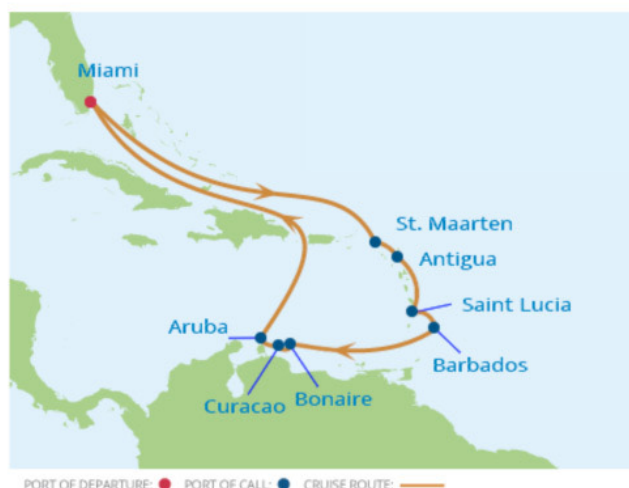 Miami
St. Maarten
Antigua
Saint Lucia
Aruba
Barbados
Curacao
Bonaire
PORT OF DEPARTURE: PORT OF CALL: CRUISE ROUTE: